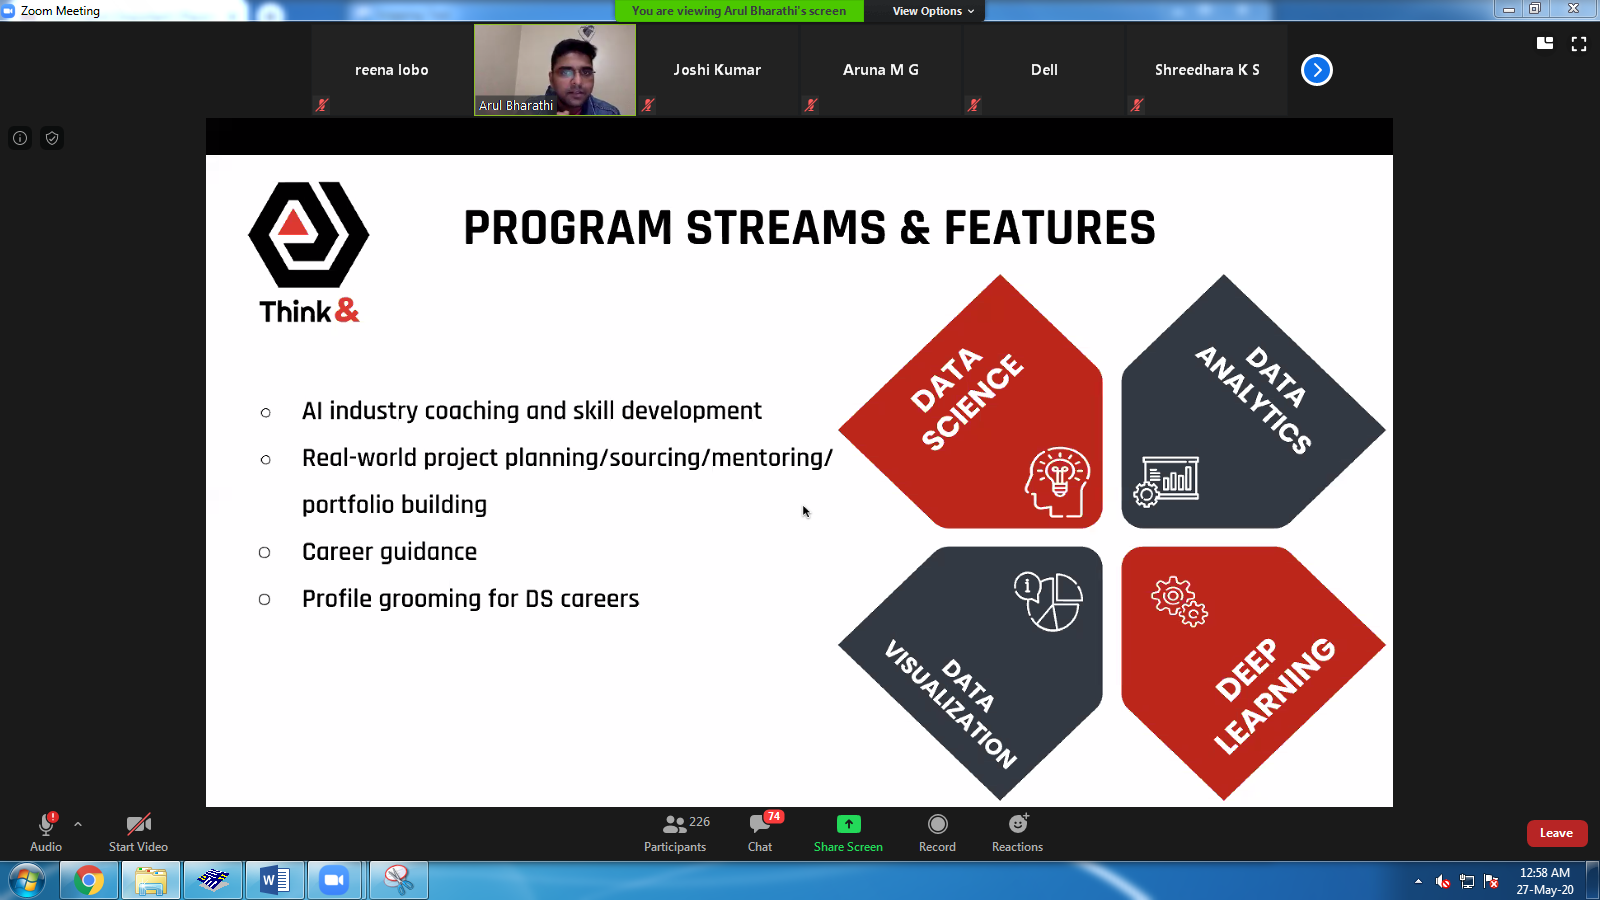 Zoom Meeting
You are viewing Arul Bharathi's screen
View Options
reena lobo
Arul Bharathi
Joshi Kumar
Aruna M G
Dell
Shreedhara K S
Think&
PROGRAM STREAMS & FEATURES
AI industry coaching and skill development
Real-world project planning/sourcing/mentoring/
portfolio building
Career guidance
Profile grooming for DS careers
DATA
SCIENCE
DATA
ANALYTICS
DATA
VISUALIZATION
DEEP
LEARNING
Audio
Start Video
226
Participants
74
Chat
Share Screen
Record
Reactions
Leave
12:58 AM
27-May-20